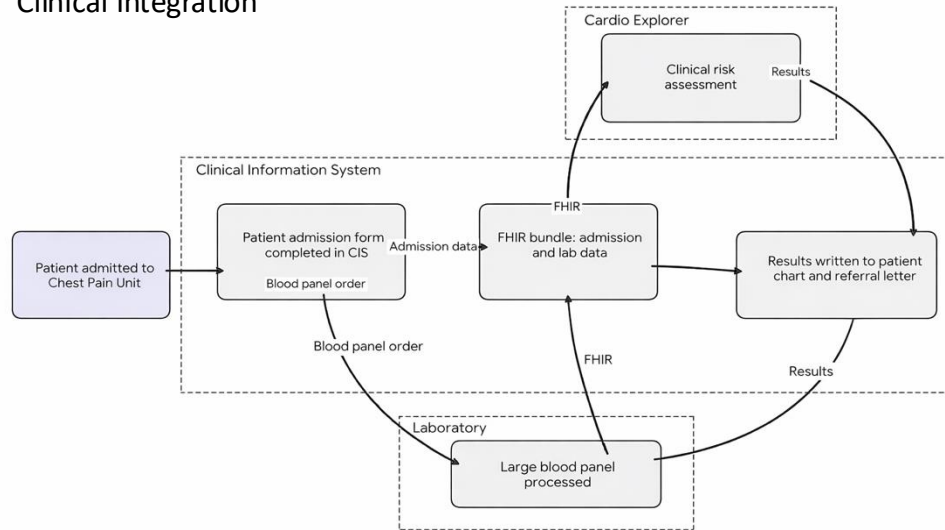 Clinical Integration
Cardio Explorer
Clinical risk
assessment
Results
Clinical Information System
FHIR
Patient admitted to
Chest Pain Unit
Patient admission form
completed in CIS
Blood panel order
Admission data
FHIR bundle: admission
and lab data
Results written to patient
chart and referral letter
Blood panel order
FHIR
Results
Laboratory
Large blood panel
processed